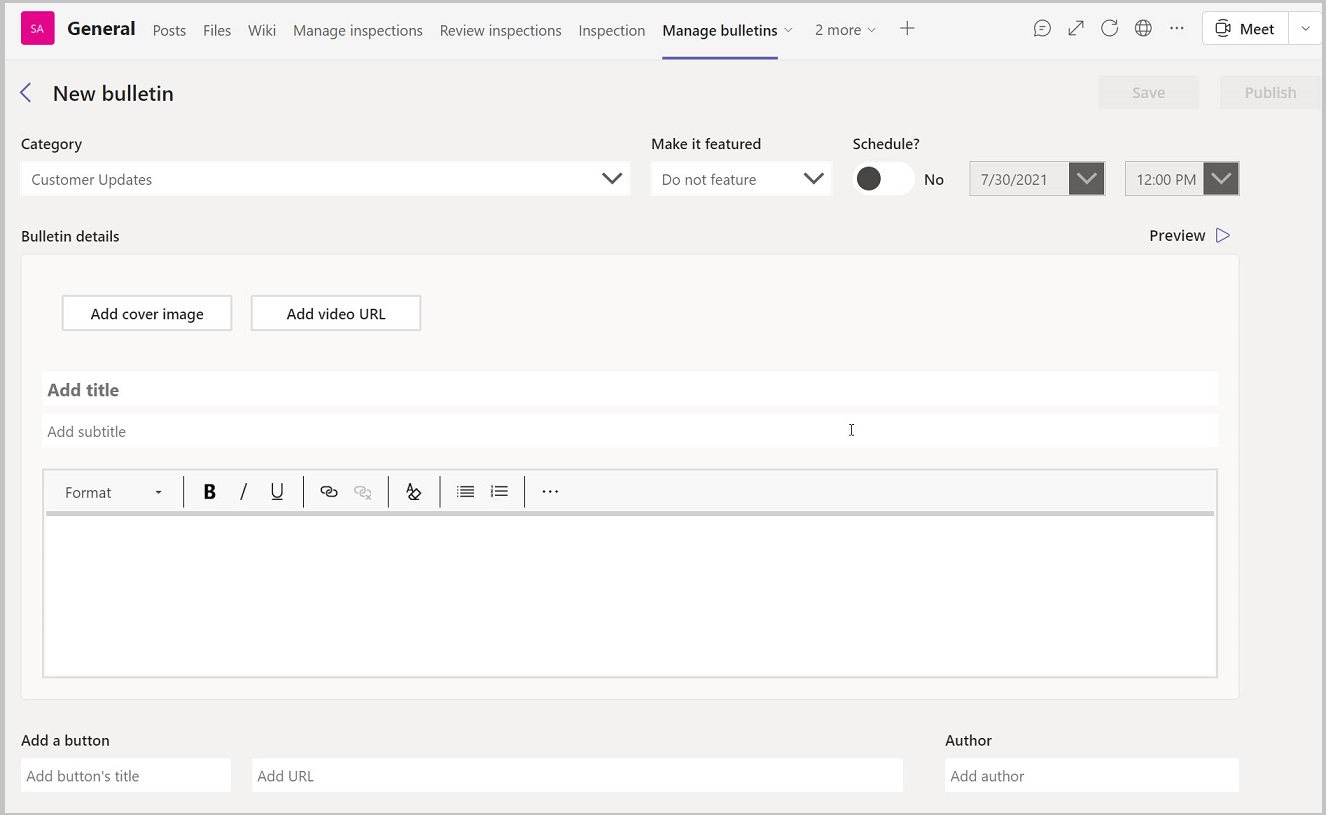 SA General Posts Files Wiki Manage inspections Review inspections Inspection Manage bulletins 2 more Meet
New bulletin Save Publish
Category Make it featured Schedule?
Customer Updates Do not feature No 7/30/2021 12:00 PM
Bulletin details Preview
Add cover image Add video URL
Add title
Add subtitle
Format B / U
Add a button Author
Add button's title Add URL Add author